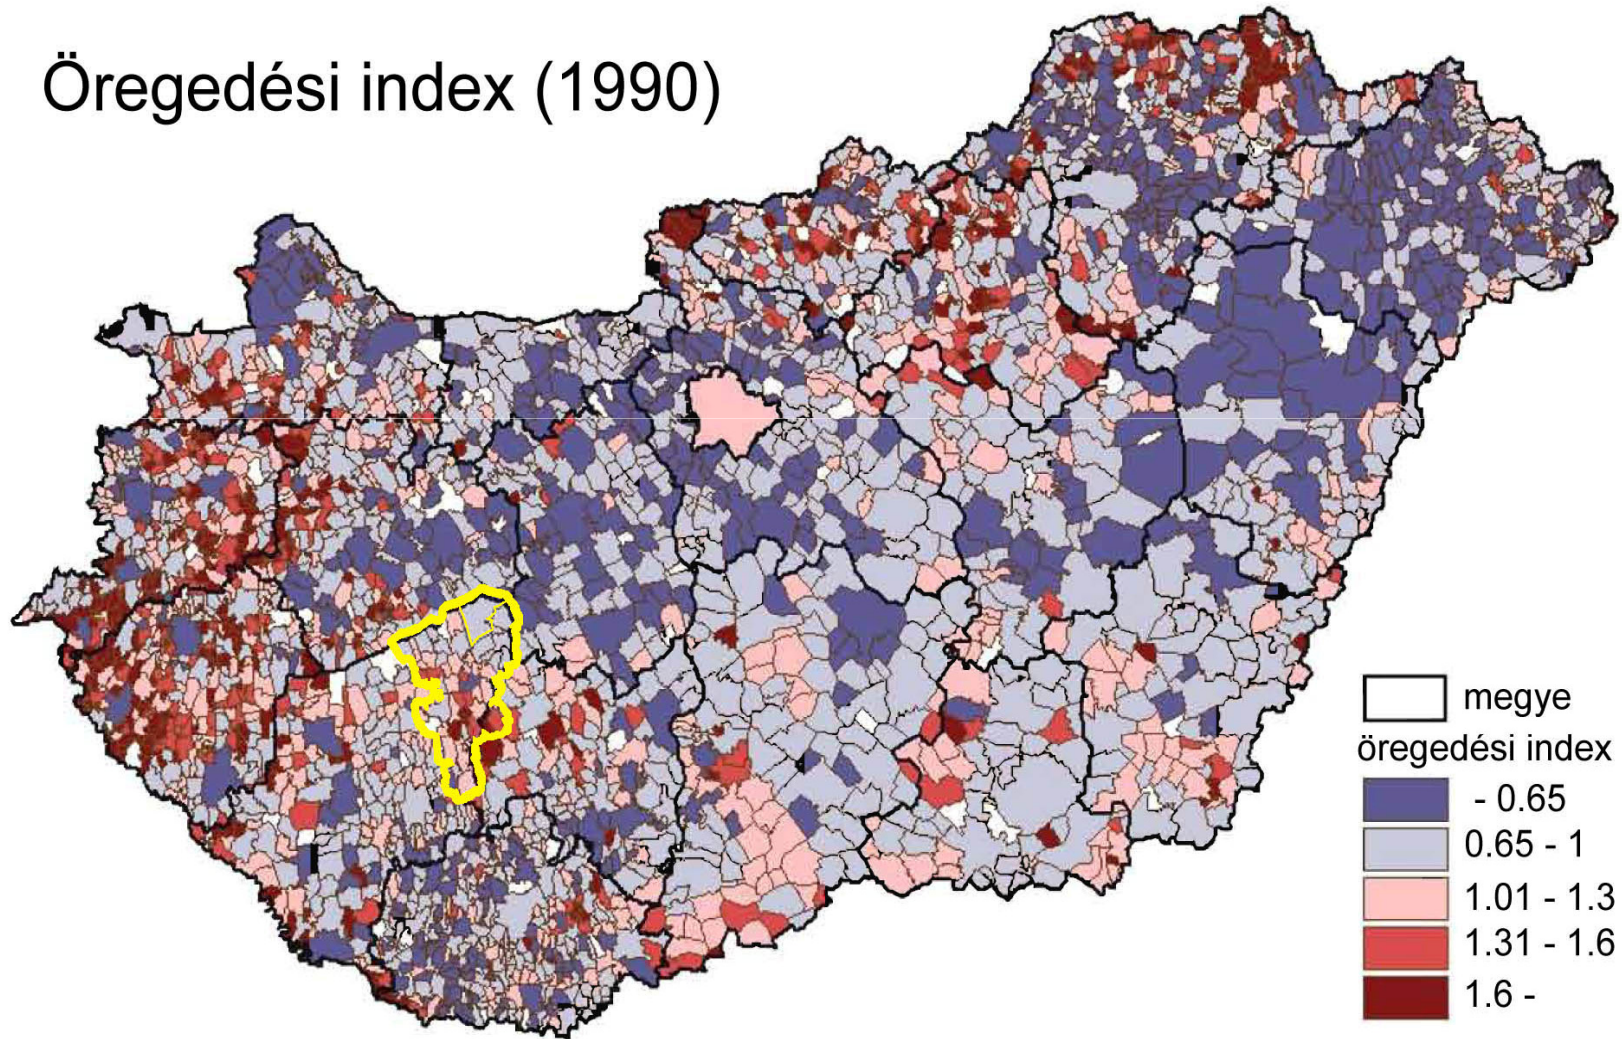 Öregedési index (1990)
megye
öregedési index
- 0.65
0.65 - 1
1.01 - 1.3
1.31 - 1.6
1.6 -